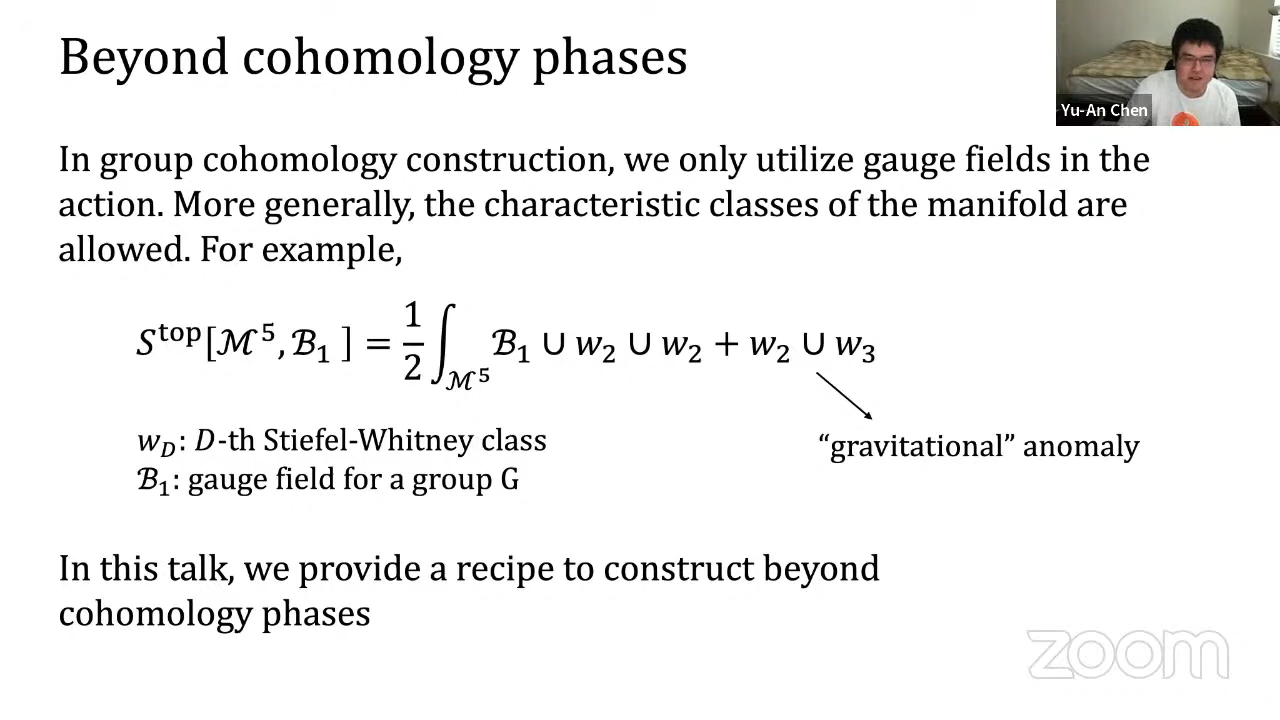 Beyond cohomology phases
Yu-An Chen
In group cohomology construction, we only utilize gauge fields in the
action. More generally, the characteristic classes of the manifold are
allowed. For example,
S^top[ℳ^5, ℬ_1 ] = 1/2 ∫_ℳ^5 ℬ_1 ∪ w_2 ∪ w_2 + w_2 ∪ w_3
w_D: D-th Stiefel-Whitney class
“gravitational” anomaly
ℬ_1: gauge field for a group G
In this talk, we provide a recipe to construct beyond
cohomology phases
zoom